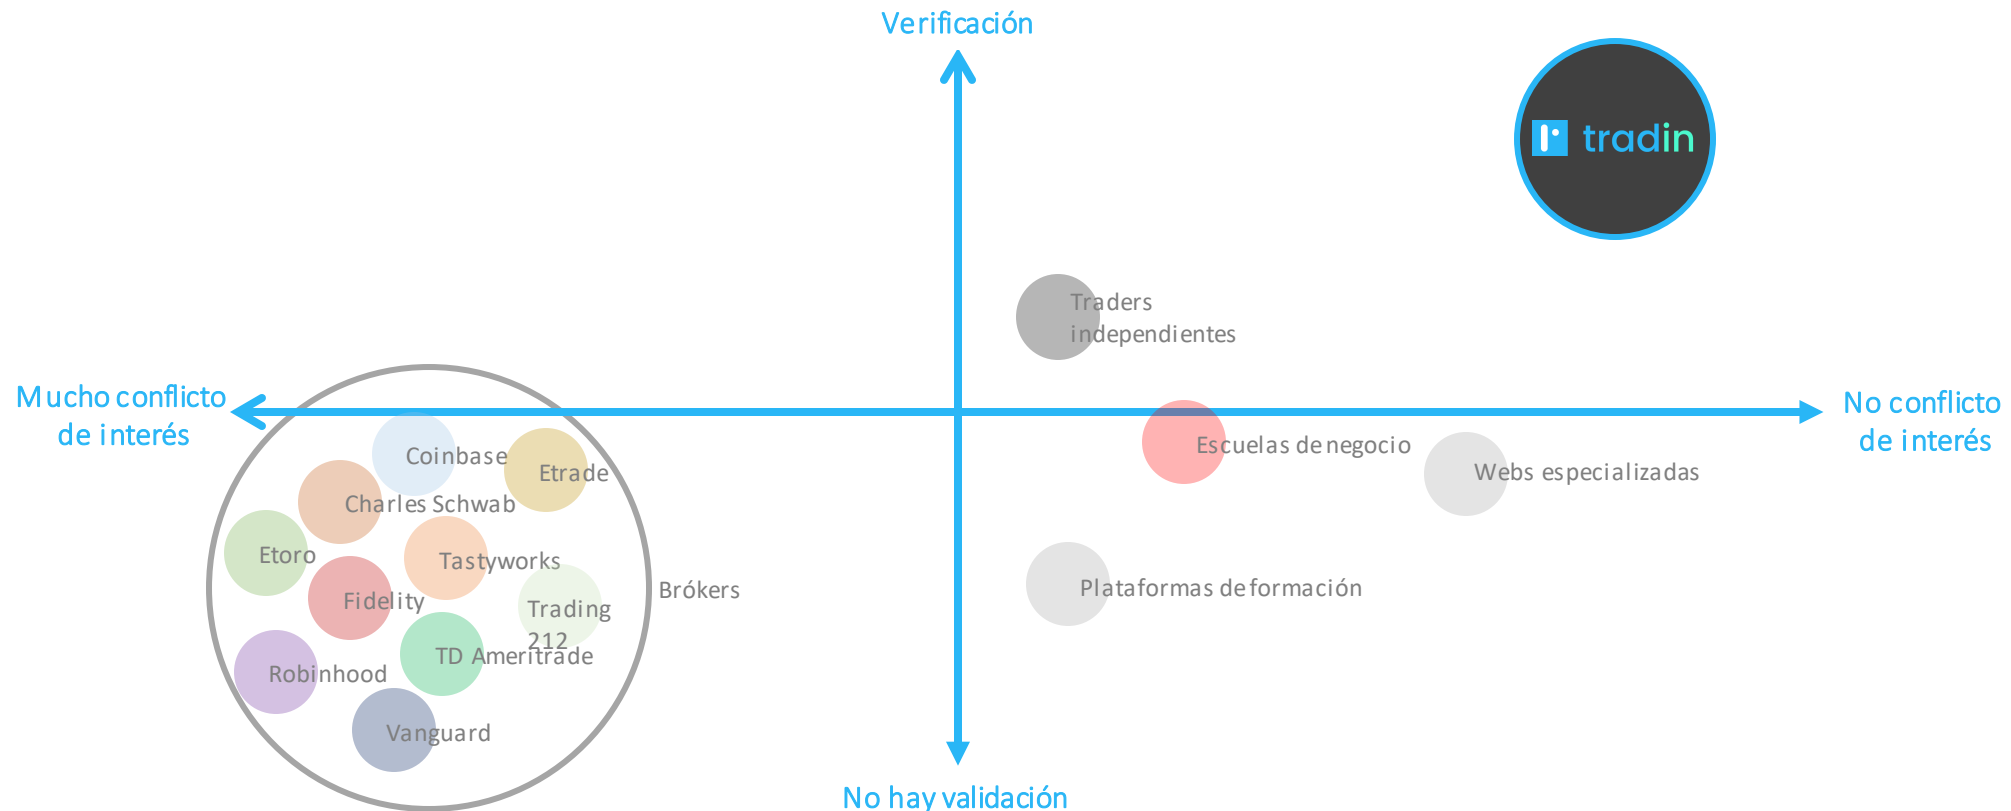 Verificación
tradin
Traders
independientes
Mucho conflicto
de interés
No conflicto
de interés
Coinbase
Etrade
Escuelas de negocio
Webs especializadas
Charles Schwab
Etoro
Tastyworks
Fidelity
Trading
212
Brókers
Plataformas de formación
TD Ameritrade
Robinhood
Vanguard
No hay validación